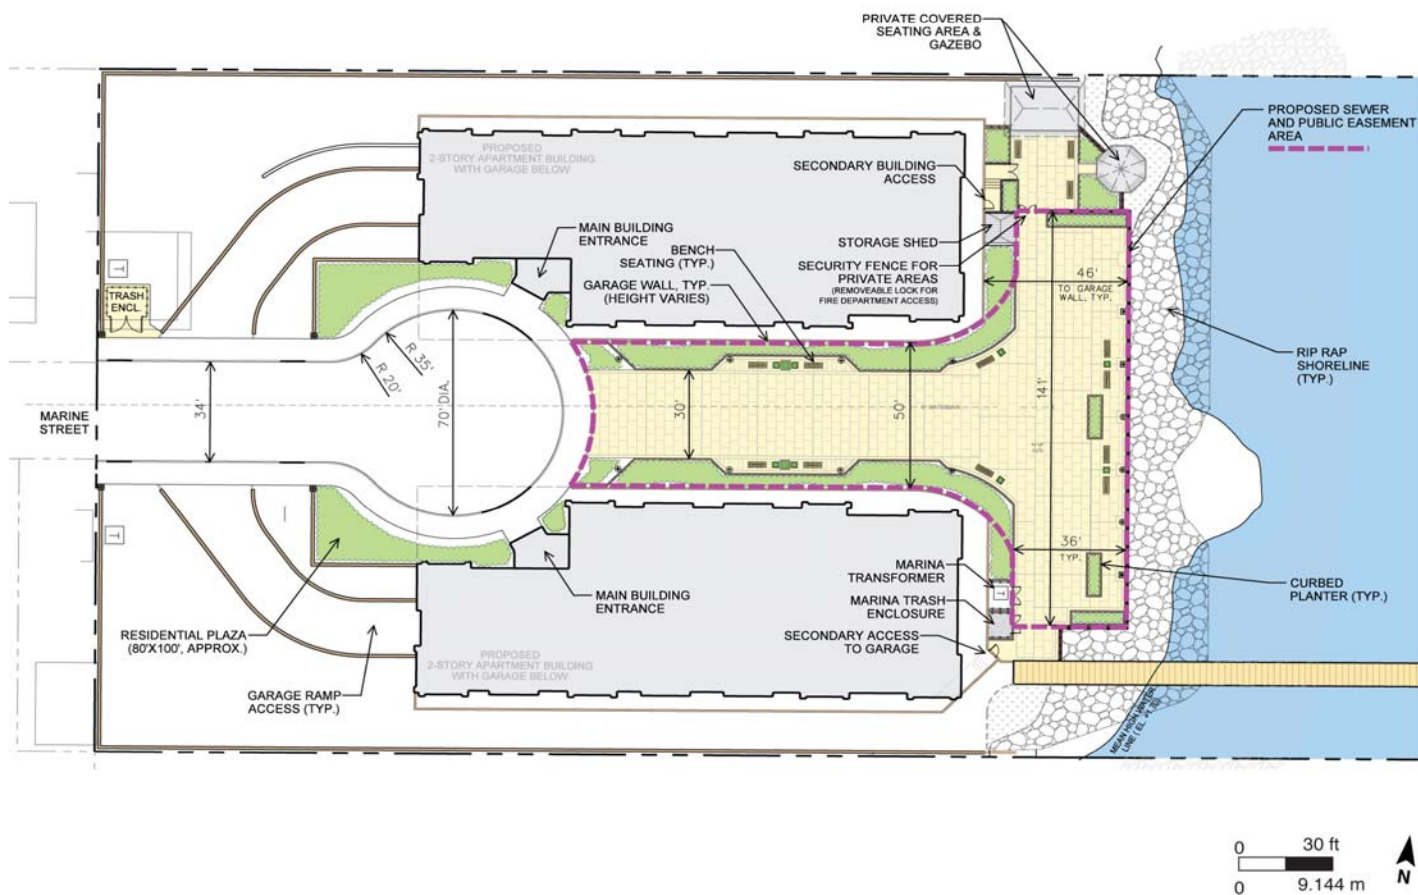 PRIVATE COVERED
SEATING AREA &
GAZEBO
PROPOSED SEWER
AND PUBLIC EASEMENT
AREA
PROPOSED
2-STORY APARTMENT BUILDING
WITH GARAGE BELOW
SECONDARY BUILDING
ACCESS
MAIN BUILDING
ENTRANCE
BENCH
SEATING (TYP.)
GARAGE WALL, TYP.
(HEIGHT VARIES)
STORAGE SHED
SECURITY FENCE FOR
PRIVATE AREAS
(REMOVEABLE LOCK FOR
FIRE DEPARTMENT ACCESS)
46'
TO GARAGE
WALL, TYP.
T
TRASH
ENCL.
RIP RAP
SHORELINE
(TYP.)
R 35'
R 20'
MARINE
STREET
34'
70' DIA.
30'
50'
141'
36'
TYP.
T
MARINA
TRANSFORMER
T
MARINA TRASH
ENCLOSURE
CURBED
PLANTER (TYP.)
MAIN BUILDING
ENTRANCE
SECONDARY ACCESS
TO GARAGE
RESIDENTIAL PLAZA
(80'X100', APPROX.)
PROPOSED
2-STORY APARTMENT BUILDING
WITH GARAGE BELOW
GARAGE RAMP
ACCESS (TYP.)
MEAN HIGH WATER
0 30 ft
0 9.144 m
N